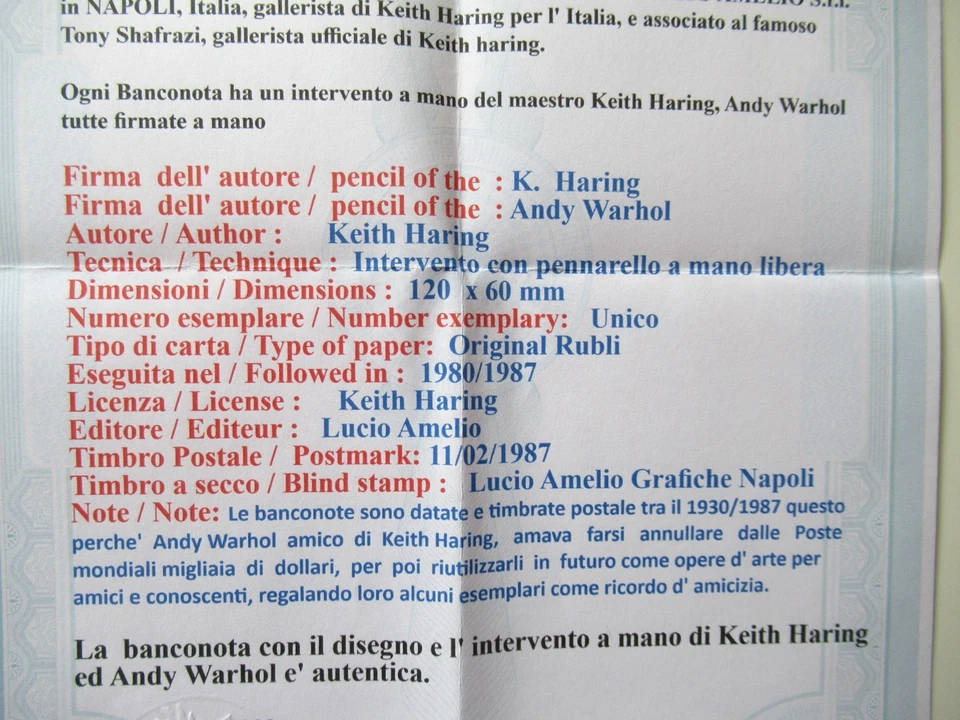 in NAPOLI, Italia, gallerista di Keith Haring per l' Italia, e associato al famoso
Tony Shafrazi, gallerista ufficiale di Keith haring.
Ogni Banconota ha un intervento a mano del maestro Keith Haring, Andy Warhol
tutte firmate a mano
Firma dell' autore / pencil of the : K. Haring
Firma dell' autore / pencil of the : Andy Warhol
Autore / Author : Keith Haring
Tecnica / Technique : Intervento con pennarello a mano libera
Dimensioni / Dimensions : 120 x 60 mm
Numero esemplare / Number exemplary: Unico
Tipo di carta / Type of paper: Original Rubli
Eseguita nel / Followed in : 1980/1987
Licenza / License : Keith Haring
Editore / Editeur : Lucio Amelio
Timbro Postale / Postmark: 11/02/1987
Timbro a secco / Blind stamp : Lucio Amelio Grafiche Napoli
Note / Note: Le banconote sono datate e timbrate postale tra il 1930/1987 questo
perche' Andy Warhol amico di Keith Haring, amava farsi annullare dalle Poste
mondiali migliaia di dollari, per poi riutilizzarli in futuro come opere d' arte per
amici e conoscenti, regalando loro alcuni esemplari come ricordo d' amicizia.
La banconota con il disegno e l' intervento a mano di Keith Haring
ed Andy Warhol e' autentica.